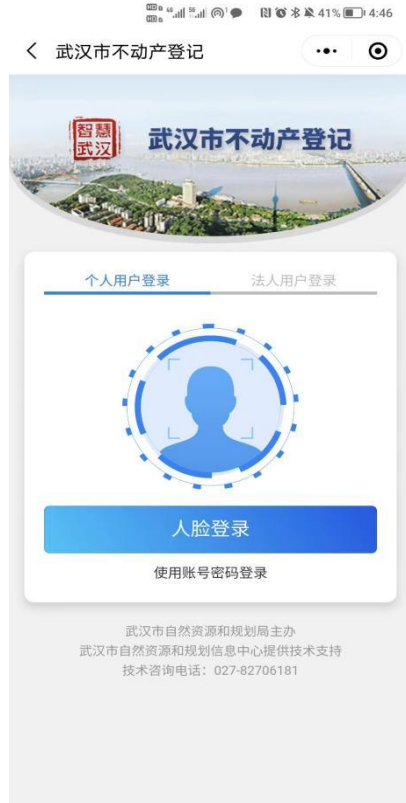 41% 4:46
武汉市不动产登记
智慧
武汉
武汉市不动产登记
个人用户登录
法人用户登录
人脸登录
使用账号密码登录
武汉市自然资源和规划局主办
武汉市自然资源和规划信息中心提供技术支持
技术咨询电话：027-82706181